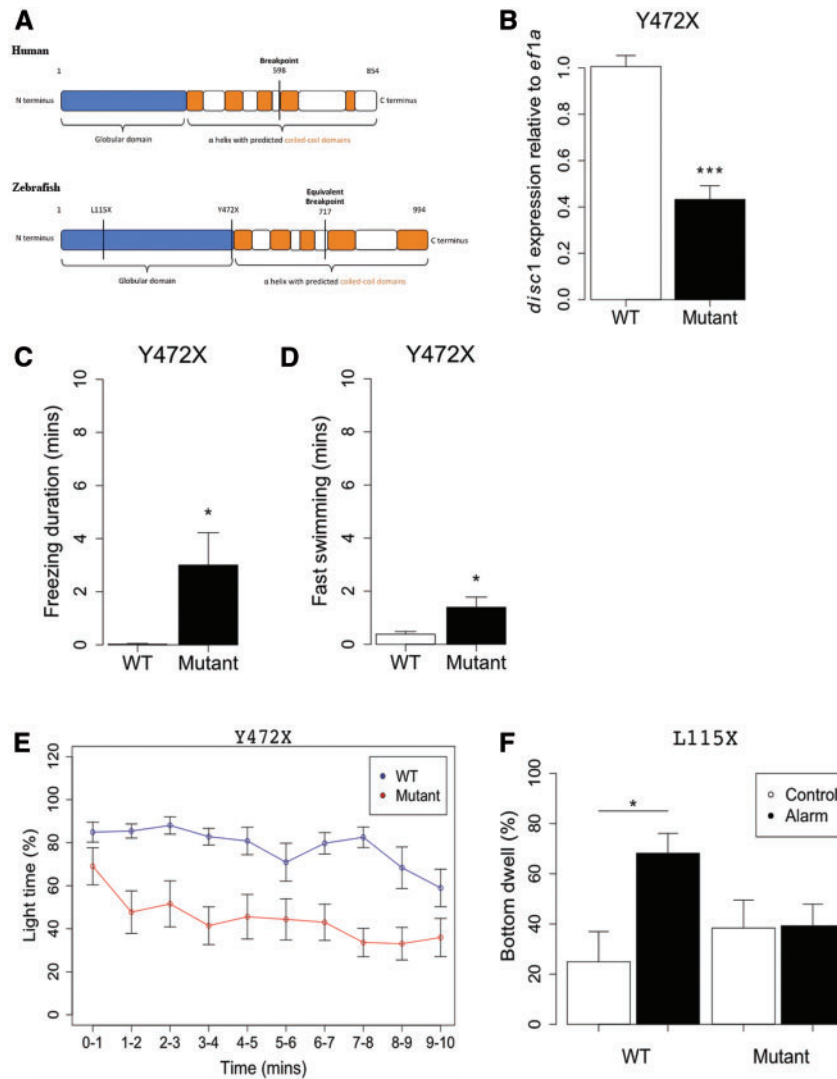 A
Human
Breakpoint
1 598 854
N terminus C terminus
Globular domain α helix with predicted coiled-coil domains
Zebrafish
Equivalent
Breakpoint
1 L115X Y472X 717 994
N terminus C terminus
Globular domain α helix with predicted coiled-coil domains
B
Y472X
disc1 expression relative to ef1a
1.0
0.8
0.6
0.4
0.2
0.0
***
WT Mutant
C
Y472X
Freezing duration (mins)
10
8
6
4
2
0
*
WT Mutant
D
Y472X
Fast swimming (mins)
10
8
6
4
2
0
*
WT Mutant
E
Y472X
Light time (%)
120
100
80
60
40
20
0
WT
Mutant
0-1 1-2 2-3 3-4 4-5 5-6 6-7 7-8 8-9 9-10
Time (mins)
F
L115X
Bottom dwell (%)
100
80
60
40
20
0
*
Control
Alarm
WT Mutant